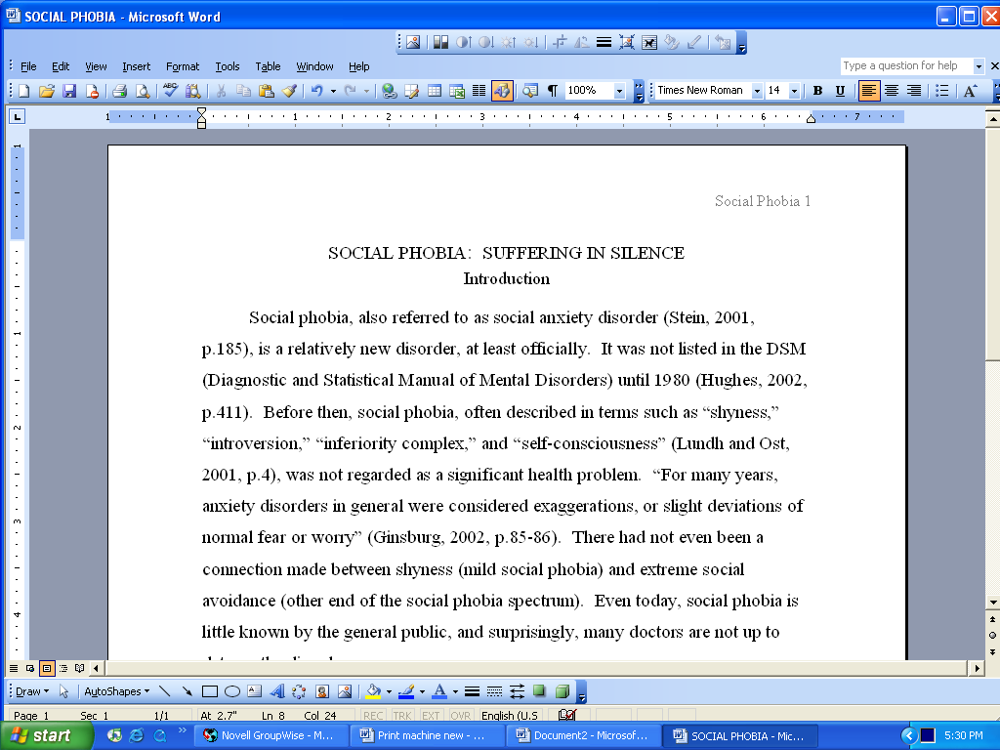 SOCIAL PHOBIA - Microsoft Word
File Edit View Insert Format Tools Table Window Help
Type a question for help
100% Times New Roman 14 B U
1 1 2 3 4 5 6 7
Social Phobia 1
SOCIAL PHOBIA:  SUFFERING IN SILENCE
Introduction
Social phobia, also referred to as social anxiety disorder (Stein, 2001,
p.185), is a relatively new disorder, at least officially.  It was not listed in the DSM
(Diagnostic and Statistical Manual of Mental Disorders) until 1980 (Hughes, 2002,
p.411).  Before then, social phobia, often described in terms such as “shyness,”
“introversion,” “inferiority complex,” and “self-consciousness” (Lundh and Ost,
2001, p.4), was not regarded as a significant health problem.  “For many years,
anxiety disorders in general were considered exaggerations, or slight deviations of
normal fear or worry” (Ginsburg, 2002, p.85-86).  There had not even been a
connection made between shyness (mild social phobia) and extreme social
avoidance (other end of the social phobia spectrum).  Even today, social phobia is
little known by the general public, and surprisingly, many doctors are not up to
Draw AutoShapes
Page 1 Sec 1 1/1 At 2.7" Ln 8 Col 24 REC TRK EXT OVR English (U.S
start Novell GroupWise - M... Print machine new - ... Document2 - Microsof... SOCIAL PHOBIA - Mic... 5:30 PM